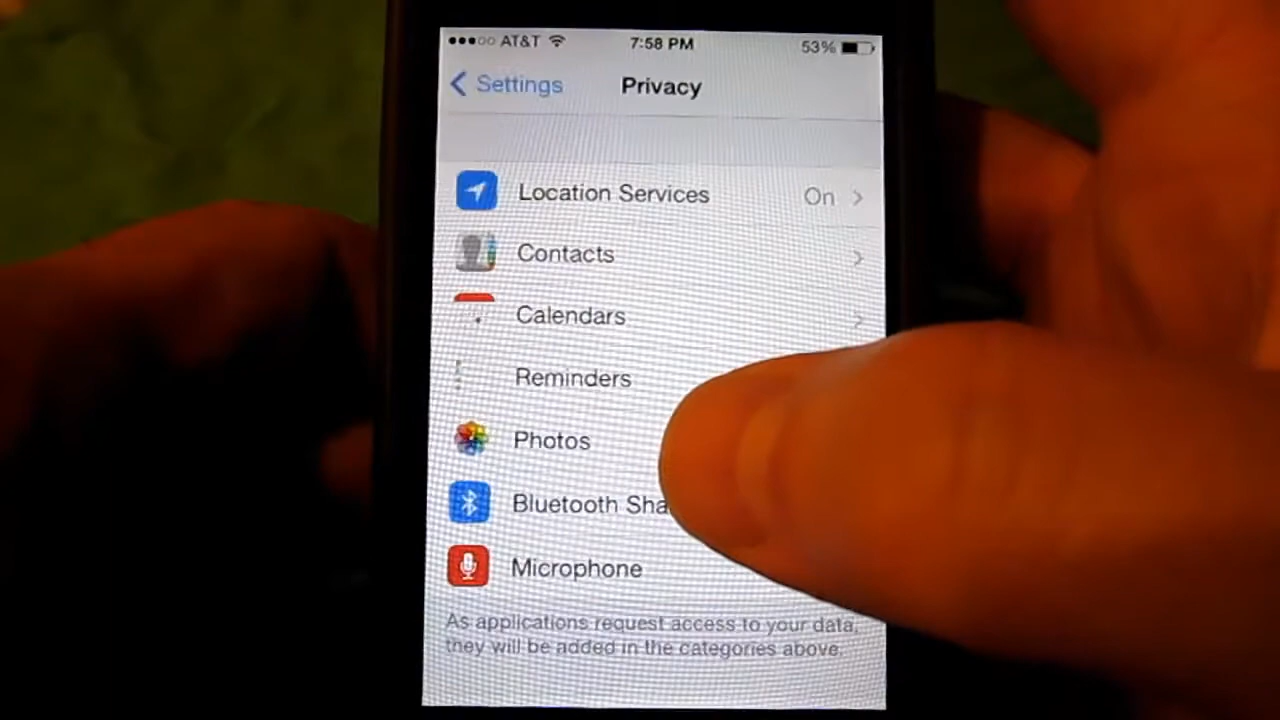 AT&T 7:58 PM 53%
Settings Privacy
Location Services On
Contacts
Calendars
Reminders
Photos
Bluetooth Sha
Microphone
As applications request access to your data,
they will be added in the categories above.